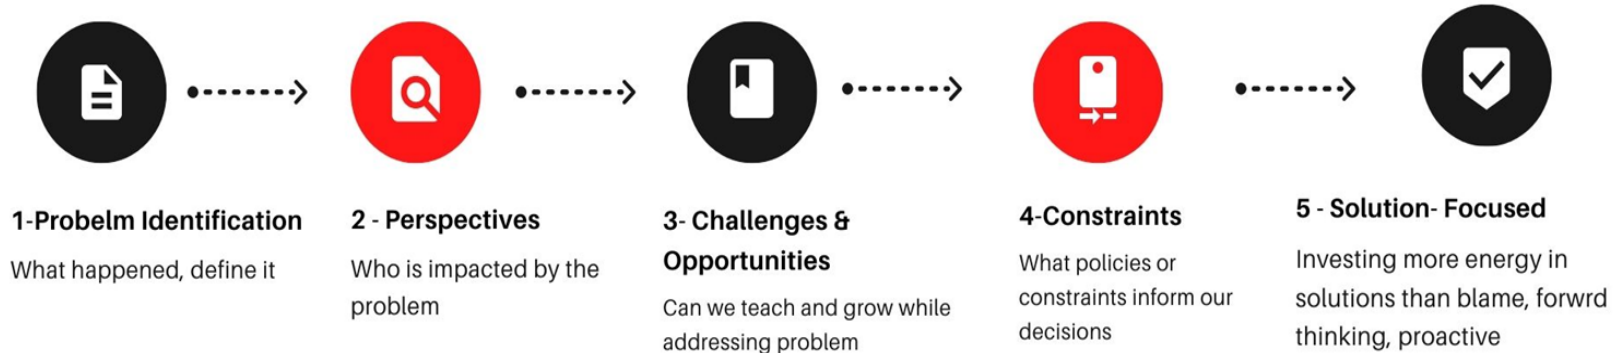 1-Probelm Identification
What happened, define it
2 - Perspectives
Who is impacted by the
problem
3- Challenges &
Opportunities
Can we teach and grow while
addressing problem
4-Constraints
What policies or
constraints inform our
decisions
5 - Solution- Focused
Investing more energy in
solutions than blame, forwrd
thinking, proactive